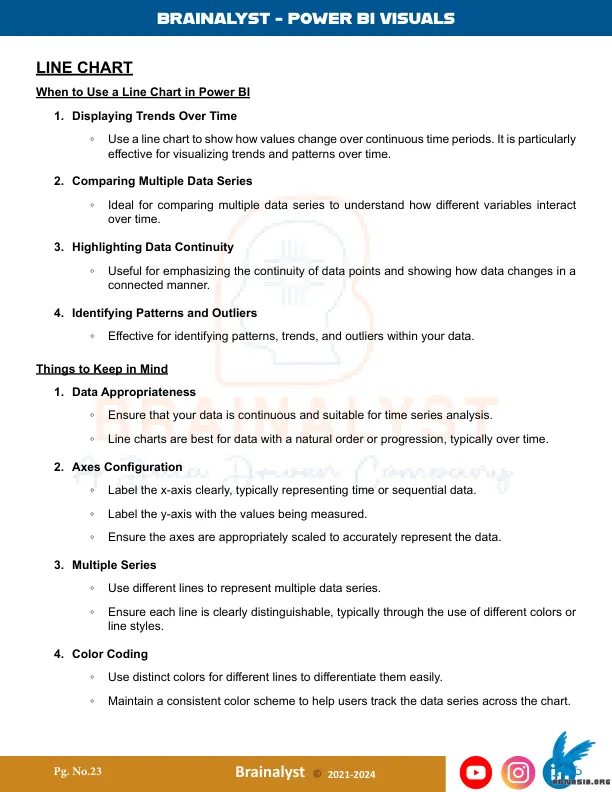 BRAINALYST - POWER BI VISUALS
LINE CHART
When to Use a Line Chart in Power BI
1. Displaying Trends Over Time
◦ Use a line chart to show how values change over continuous time periods. It is particularly
effective for visualizing trends and patterns over time.
2. Comparing Multiple Data Series
◦ Ideal for comparing multiple data series to understand how different variables interact
over time.
3. Highlighting Data Continuity
◦ Useful for emphasizing the continuity of data points and showing how data changes in a
connected manner.
4. Identifying Patterns and Outliers
◦ Effective for identifying patterns, trends, and outliers within your data.
Things to Keep in Mind
1. Data Appropriateness
◦ Ensure that your data is continuous and suitable for time series analysis.
BRAINALYST
◦ Line charts are best for data with a natural order or progression, typically over time.
2. Axes Configuration
A Data Driven Company
◦ Label the x-axis clearly, typically representing time or sequential data.
◦ Label the y-axis with the values being measured.
◦ Ensure the axes are appropriately scaled to accurately represent the data.
3. Multiple Series
◦ Use different lines to represent multiple data series.
◦ Ensure each line is clearly distinguishable, typically through the use of different colors or
line styles.
4. Color Coding
◦ Use distinct colors for different lines to differentiate them easily.
◦ Maintain a consistent color scheme to help users track the data series across the chart.
Pg. No.23
Brainalyst © 2021-2024
in